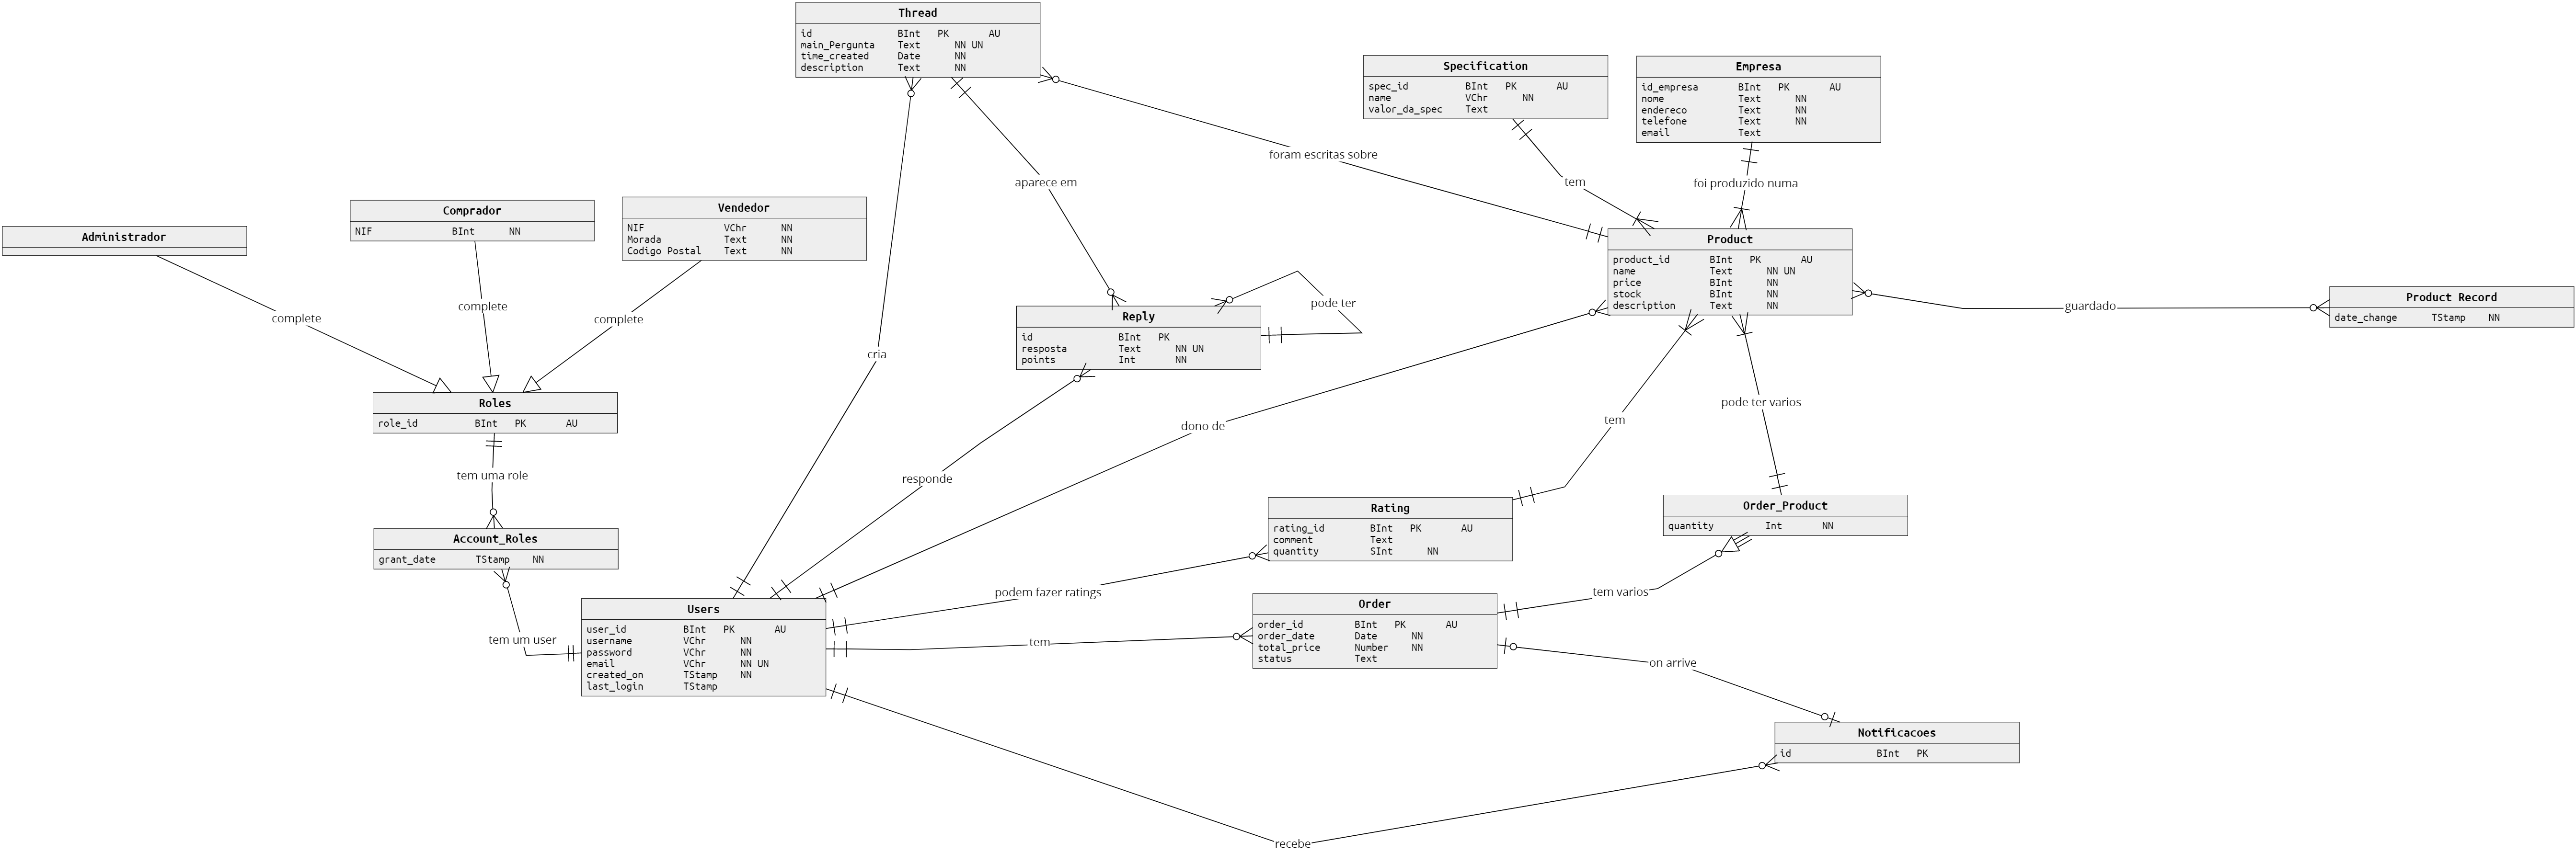 Thread
id BInt PK AU
main_Pergunta Text NN UN
time_created Date NN
description Text NN
Specification
spec_id BInt PK AU
name VChr NN
valor_da_spec Text
Empresa
id_empresa BInt PK AU
nome Text NN
endereco Text NN
telefone Text NN
email Text
foram escritas sobre
aparece em
tem
foi produzido numa
Administrador
Comprador
NIF BInt NN
Vendedor
NIF VChr NN
Morada Text NN
Codigo Postal Text NN
Product
product_id BInt PK AU
name Text NN UN
price BInt NN
stock BInt NN
description Text NN
Product Record
date_change TStamp NN
guardado
complete
complete
complete
pode ter
Reply
id BInt PK
resposta Text NN UN
points Int NN
cria
Roles
role_id BInt PK AU
pode ter varios
tem
dono de
tem uma role
responde
Rating
rating_id BInt PK AU
comment Text
quantity SInt NN
Order_Product
quantity Int NN
Account_Roles
grant_date TStamp NN
podem fazer ratings
tem varios
Users
user_id BInt PK AU
username VChr NN
password VChr NN
email VChr NN UN
created_on TStamp NN
last_login TStamp
tem um user
tem
Order
order_id BInt PK AU
order_date Date NN
total_price Number NN
status Text
on arrive
Notificacoes
id BInt PK
recebe